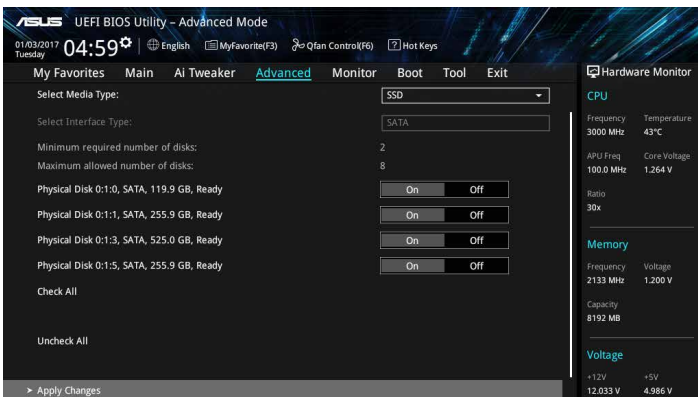 ASUS UEFI BIOS Utility – Advanced Mode
01/03/2017 Tuesday 04:59 English MyFavorite(F3) Qfan Control(F6) ? Hot Keys
My Favorites Main Ai Tweaker Advanced Monitor Boot Tool Exit
Hardware Monitor
Select Media Type: SSD
Select Interface Type: SATA
Minimum required number of disks: 2
Maximum allowed number of disks: 8
Physical Disk 0:1:0, SATA, 119.9 GB, Ready On Off
Physical Disk 0:1:1, SATA, 255.9 GB, Ready On Off
Physical Disk 0:1:3, SATA, 525.0 GB, Ready On Off
Physical Disk 0:1:5, SATA, 255.9 GB, Ready On Off
Check All
Uncheck All
Apply Changes
CPU
Frequency Temperature
3000 MHz 43°C
APU Freq Core Voltage
100.0 MHz 1.264 V
Ratio
30x
Memory
Frequency Voltage
2133 MHz 1.200 V
Capacity
8192 MB
Voltage
+12V +5V
12.033 V 4.986 V